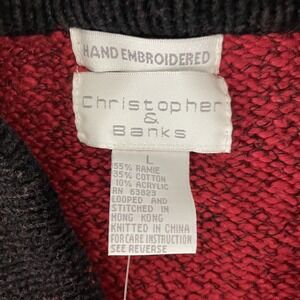 HAND EMBROIDERED
Christopher
&
Banks
L
55% RAMIE
35% COTTON
10% ACRYLIC
RN 63823
LOOPED AND
STITCHED IN
HONG KONG
KNITTED IN CHINA
FOR CARE INSTRUCTION
SEE REVERSE